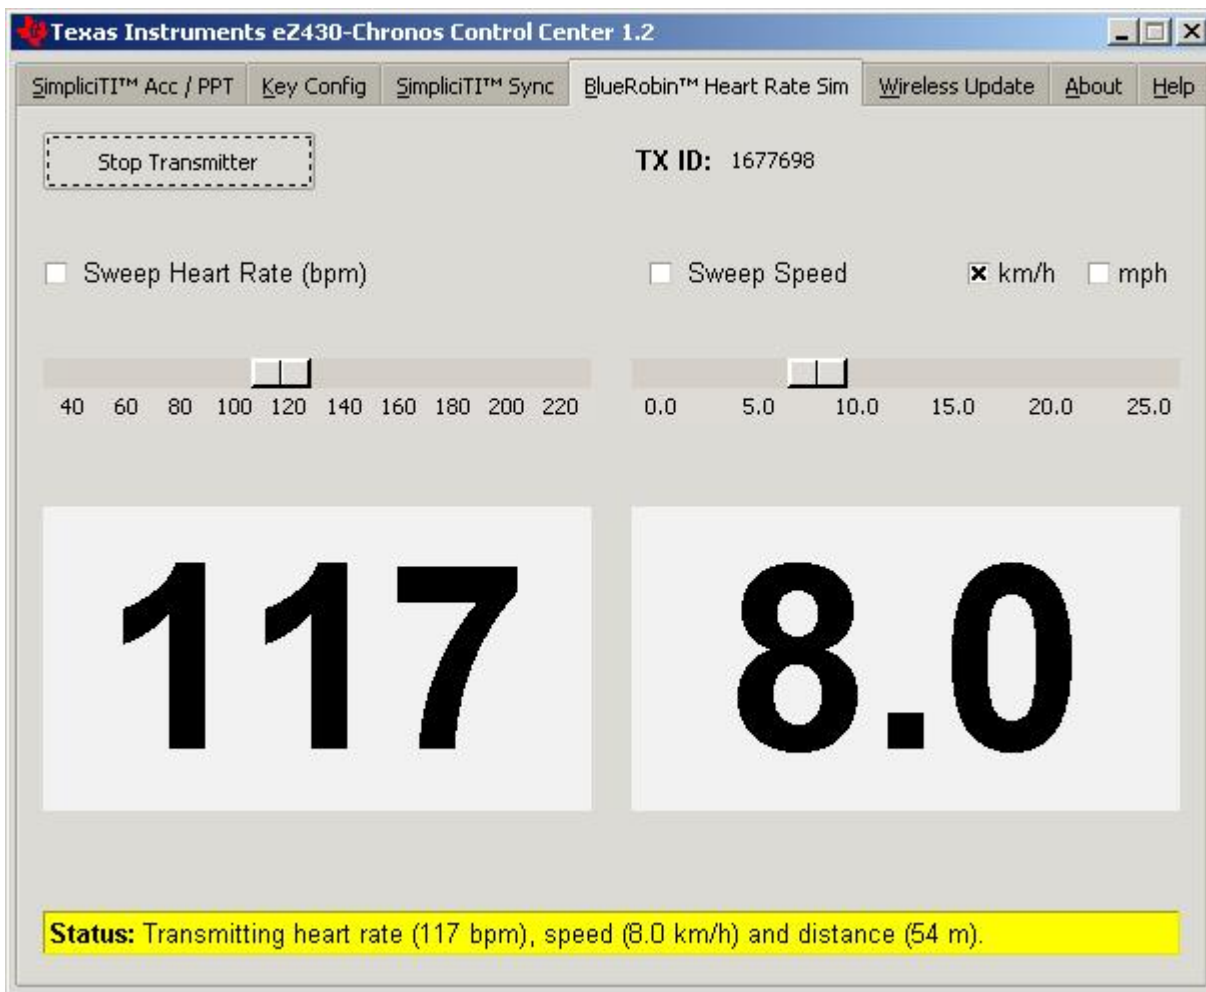 Texas Instruments eZ430-Chronos Control Center 1.2
SimpliciTI™ Acc / PPT Key Config SimpliciTI™ Sync BlueRobin™ Heart Rate Sim Wireless Update About Help
Stop Transmitter TX ID: 1677698
Sweep Heart Rate (bpm) Sweep Speed km/h mph
40 60 80 100 120 140 160 180 200 220 0.0 5.0 10.0 15.0 20.0 25.0
117 8.0
Status: Transmitting heart rate (117 bpm), speed (8.0 km/h) and distance (54 m).